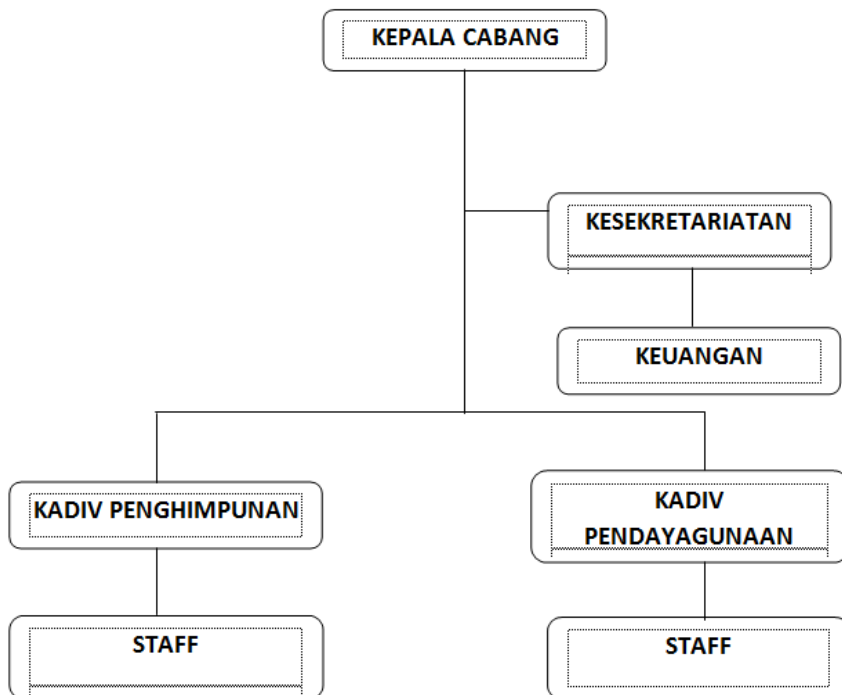 KEPALA CABANG
KESEKRETARIATAN
KEUANGAN
KADIV PENGHIMPUNAN
KADIV
PENDAYAGUNAAN
STAFF
STAFF